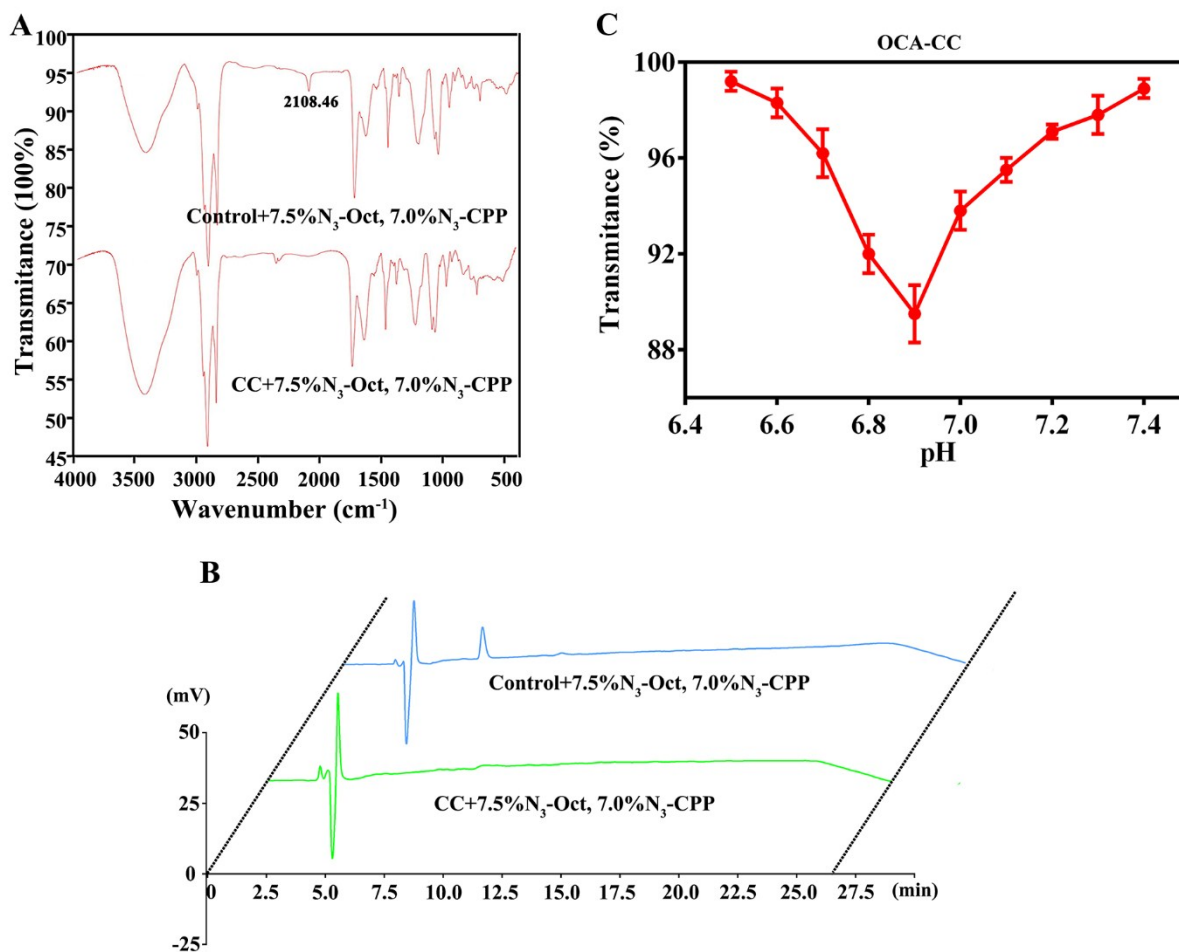 A
Transmitance (100%)
100
95
90
85
80
75
70
65
60
55
50
45
2108.46
Control+7.5%N₃-Oct, 7.0%N₃-CPP
CC+7.5%N₃-Oct, 7.0%N₃-CPP
4000 3500 3000 2500 2000 1500 1000 500
Wavenumber (cm⁻¹)
C
OCA-CC
Transmitance (%)
100
96
92
88
6.4 6.6 6.8 7.0 7.2 7.4
pH
B
(mV)
50
25
0
-25
Control+7.5%N₃-Oct, 7.0%N₃-CPP
CC+7.5%N₃-Oct, 7.0%N₃-CPP
0 2.5 5.0 7.5 10.0 12.5 15.0 17.5 20.0 22.5 25.0 27.5 (min)